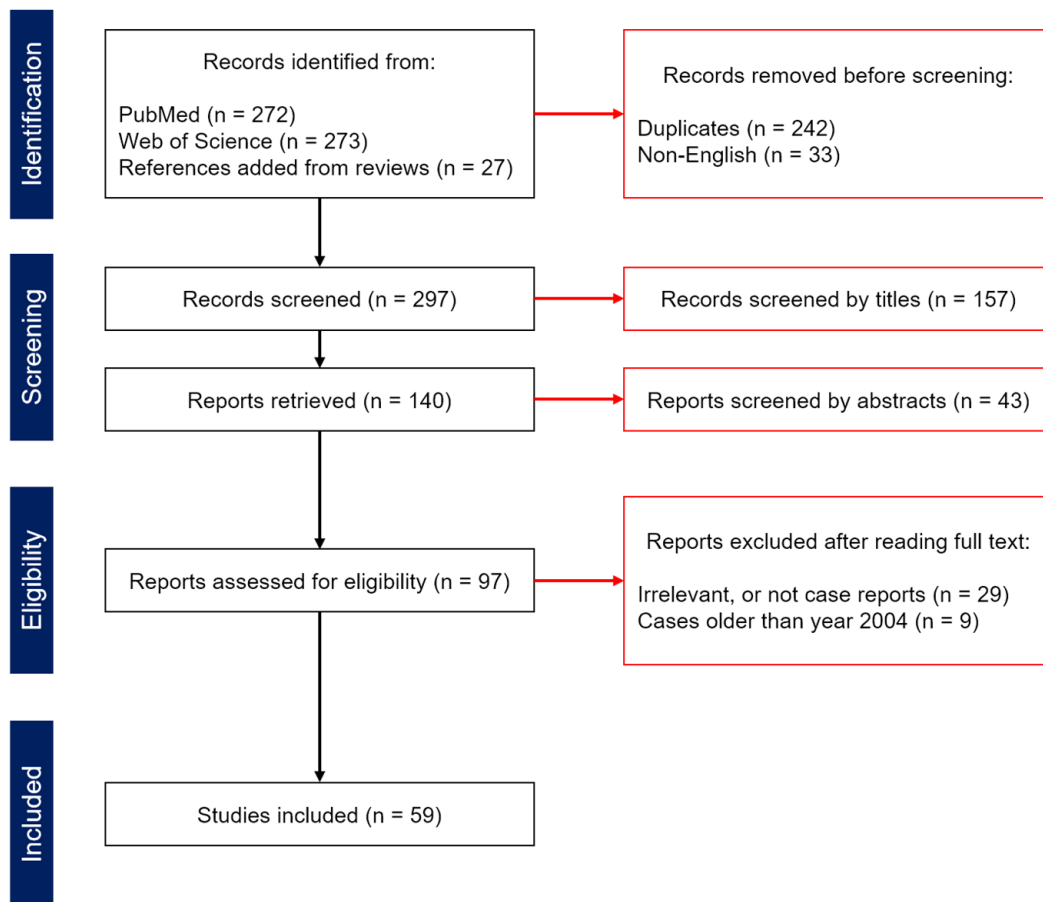 Identification
Records identified from:
PubMed (n = 272)
Web of Science (n = 273)
References added from reviews (n = 27)
Records removed before screening:
Duplicates (n = 242)
Non-English (n = 33)
Screening
Records screened (n = 297)
Records screened by titles (n = 157)
Reports retrieved (n = 140)
Reports screened by abstracts (n = 43)
Eligibility
Reports assessed for eligibility (n = 97)
Reports excluded after reading full text:
Irrelevant, or not case reports (n = 29)
Cases older than year 2004 (n = 9)
Included
Studies included (n = 59)